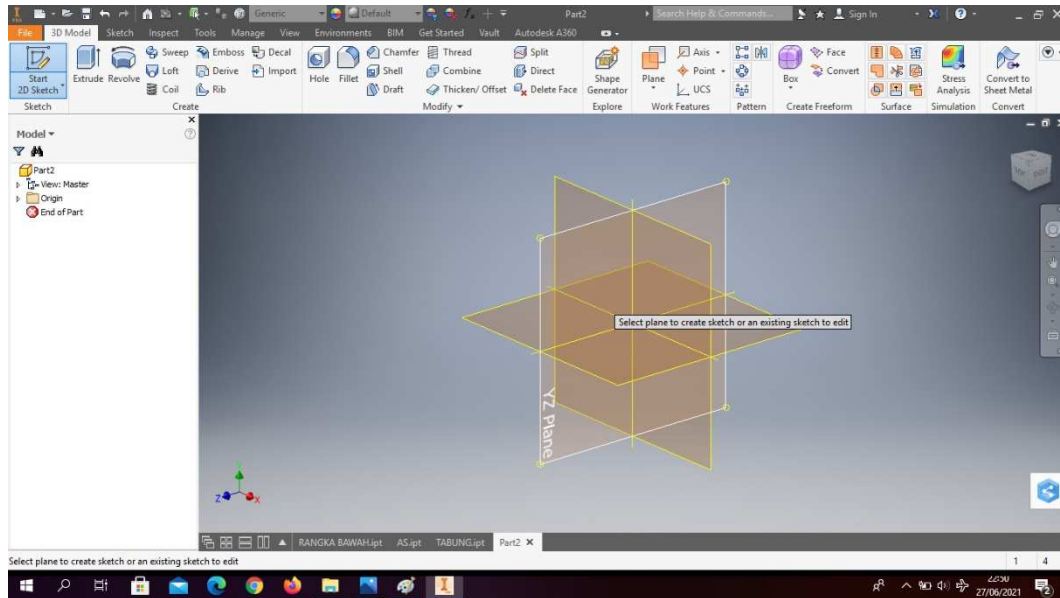 Generic
Default
Part2
Search Help & Commands...
Sign In
File 3D Model Sketch Inspect Tools Manage View Environments BIM Get Started Vault Autodesk A360
Start
2D Sketch
Extrude Revolve
Sweep Emboss Decal
Loft Derive Import
Coil Rib
Hole Fillet
Chamfer Thread
Shell Combine
Draft Thicken/ Offset
Split
Direct
Delete Face
Shape
Generator
Plane
Axis
Point
UCS
Box
Face
Convert
Stress
Analysis
Convert to
Sheet Metal
Sketch Create Modify Explore Work Features Pattern Create Freeform Surface Simulation Convert
Model
Part2
View: Master
Origin
End of Part
Select plane to create sketch or an existing sketch to edit
YZ Plane
Y
Z X
RANGKA BAWAH.ipt AS.ipt TABUNG.ipt Part2
Select plane to create sketch or an existing sketch to edit 1 4
22:50
27/06/2021